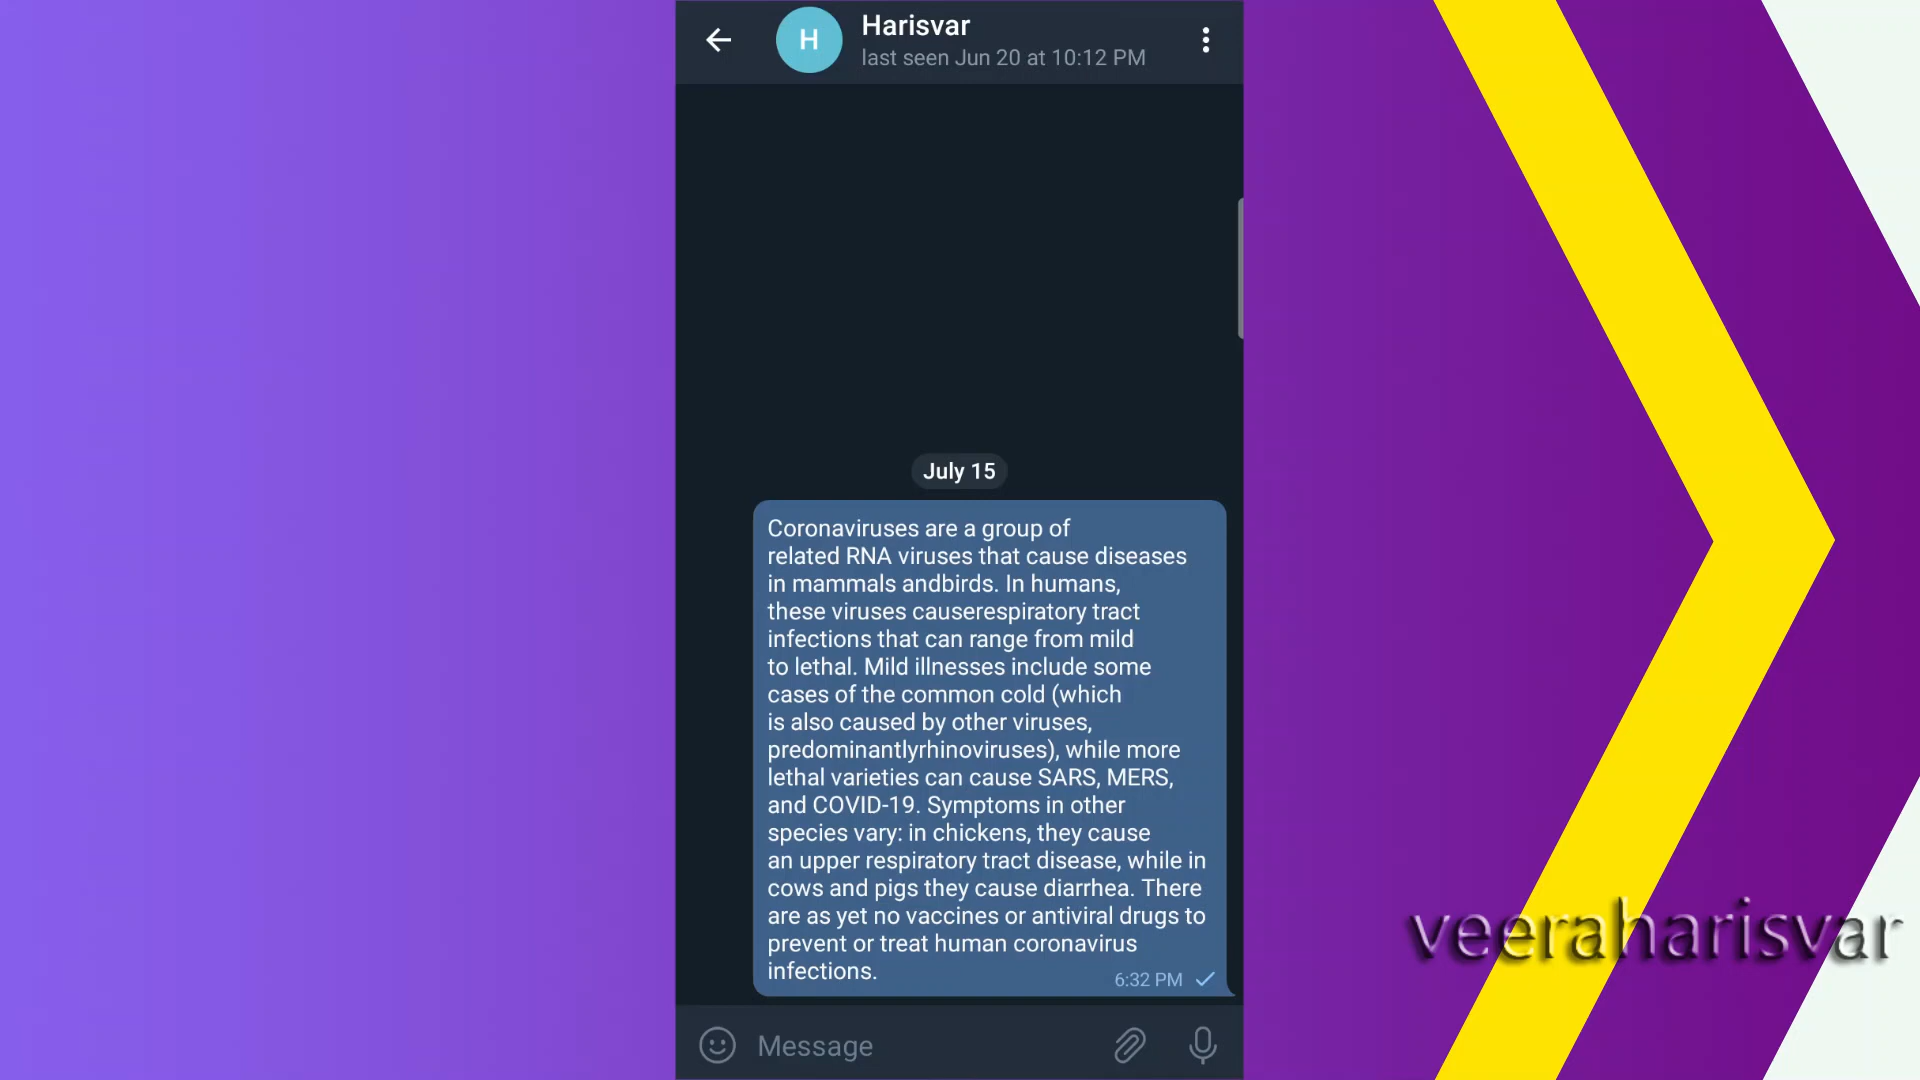 H
Harisvar
last seen Jun 20 at 10:12 PM
July 15
Coronaviruses are a group of
related RNA viruses that cause diseases
in mammals andbirds. In humans,
these viruses causerespiratory tract
infections that can range from mild
to lethal. Mild illnesses include some
cases of the common cold (which
is also caused by other viruses,
predominantlyrhinoviruses), while more
lethal varieties can cause SARS, MERS,
and COVID-19. Symptoms in other
species vary: in chickens, they cause
an upper respiratory tract disease, while in
cows and pigs they cause diarrhea. There
are as yet no vaccines or antiviral drugs to
prevent or treat human coronavirus
infections.
6:32 PM
Message
veeraharisvar